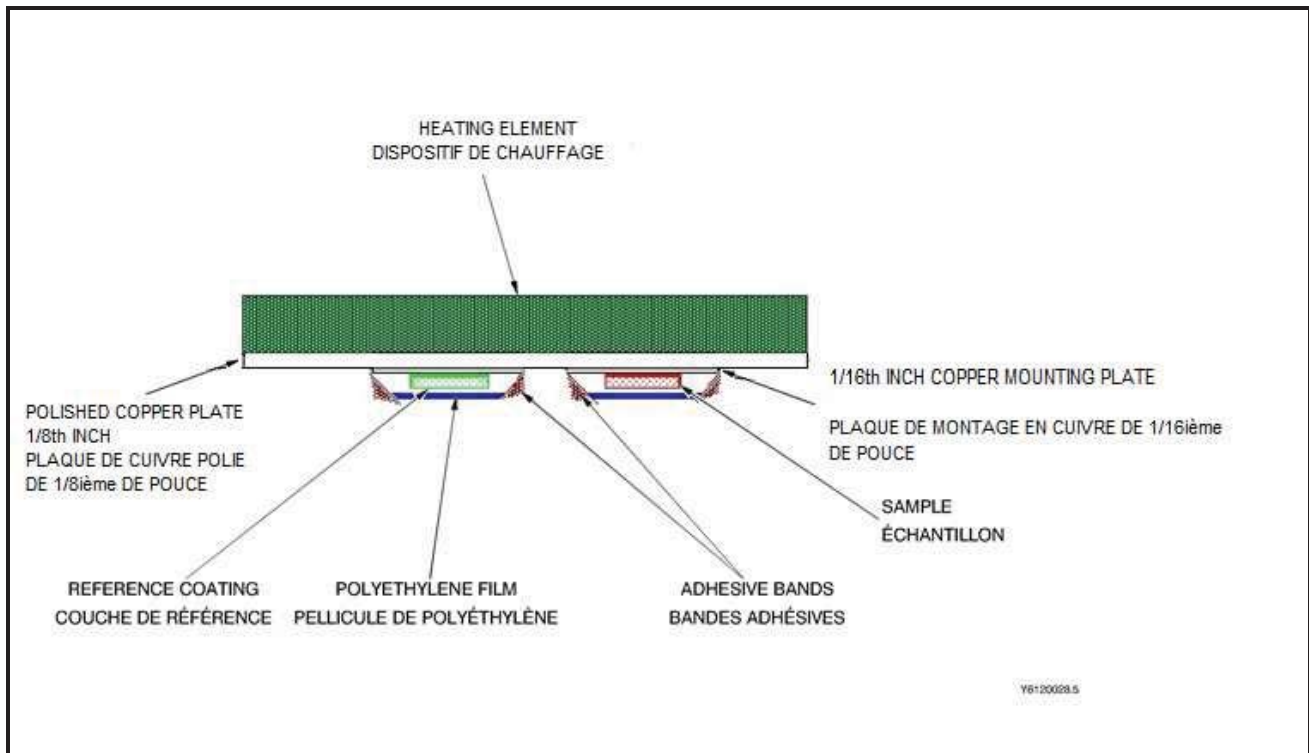 HEATING ELEMENT
DISPOSITIF DE CHAUFFAGE
POLISHED COPPER PLATE
1/8th INCH
PLAQUE DE CUIVRE POLIE
DE 1/8ième DE POUCE
1/16th INCH COPPER MOUNTING PLATE
PLAQUE DE MONTAGE EN CUIVRE DE 1/16ième
DE POUCE
SAMPLE
ÉCHANTILLON
REFERENCE COATING
COUCHE DE RÉFÉRENCE
POLYETHYLENE FILM
PELLICULE DE POLYÉTHYLÈNE
ADHESIVE BANDS
BANDES ADHÉSIVES
Y6120028.5